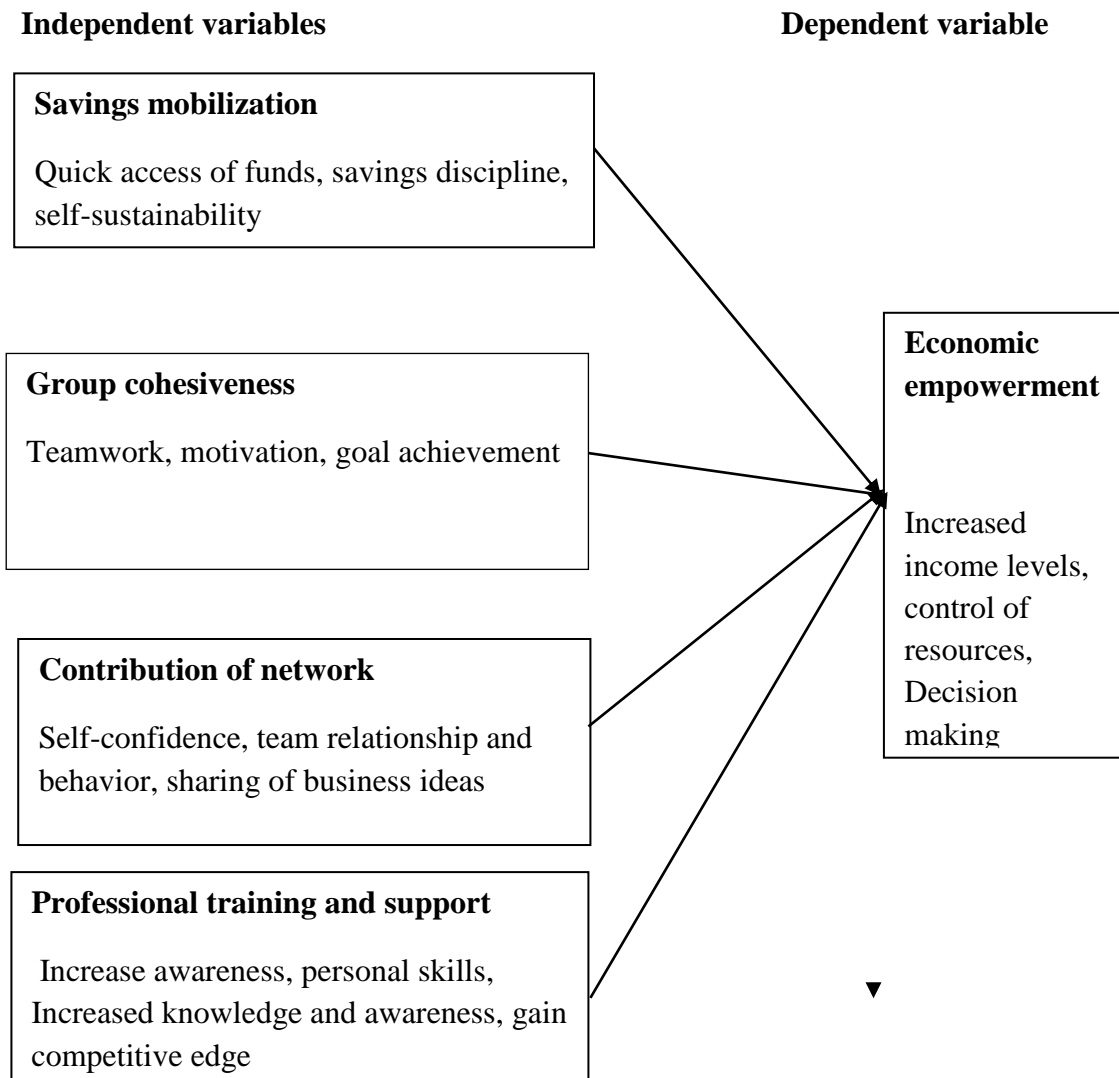 Independent variables
Dependent variable
Savings mobilization
Quick access of funds, savings discipline,
self-sustainability
Group cohesiveness
Teamwork, motivation, goal achievement
Economic
empowerment
Increased
income levels,
control of
resources,
Decision
making
Contribution of network
Self-confidence, team relationship and
behavior, sharing of business ideas
Professional training and support
Increase awareness, personal skills,
Increased knowledge and awareness, gain
competitive edge